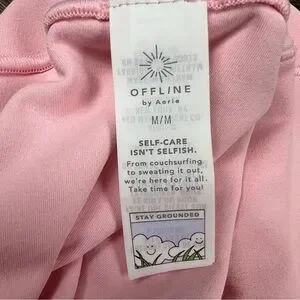 OFFLINE
by Aerie
M/M
SELF-CARE
ISN'T SELFISH.
From couchsurfing
to sweating it out,
we're here for it all.
Take time for you!
STAY GROUNDED